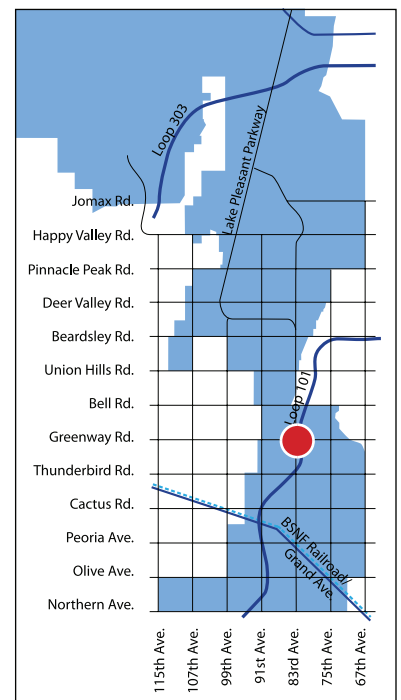 Loop 303
Lake Pleasant Parkway
Jomax Rd.
Happy Valley Rd.
Pinnacle Peak Rd.
Deer Valley Rd.
Beardsley Rd.
Union Hills Rd.
Loop 101
Bell Rd.
Greenway Rd.
Thunderbird Rd.
Cactus Rd.
BSNF Railroad/
Grand Ave
Peoria Ave.
Olive Ave.
Northern Ave.
115th Ave.
107th Ave.
99th Ave.
91st Ave.
83rd Ave.
75th Ave.
67th Ave.